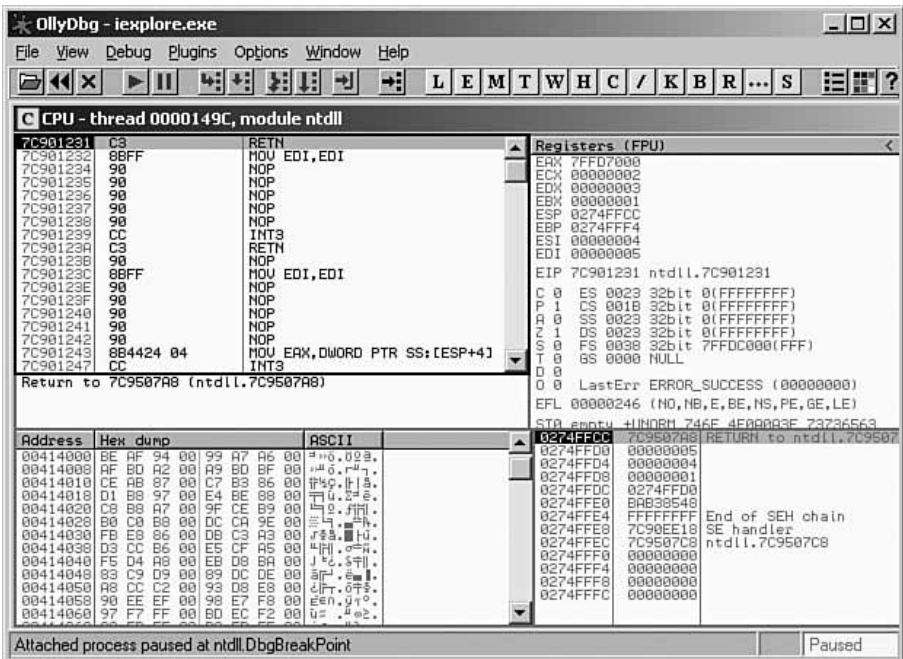 OllyDbg - iexplore.exe
File View Debug Plugins Options Window Help
L E M T W H C / K B R ... S ?
C CPU - thread 0000149C, module ntdll
7C901231 C3 RETN
7C901232 8BFF MOV EDI,EDI
7C901234 90 NOP
7C901235 90 NOP
7C901236 90 NOP
7C901237 90 NOP
7C901238 90 NOP
7C901239 CC INT3
7C90123A C3 RETN
7C90123B 90 NOP
7C90123C 8BFF MOV EDI,EDI
7C90123E 90 NOP
7C90123F 90 NOP
7C901240 90 NOP
7C901241 90 NOP
7C901242 90 NOP
7C901243 8B4424 04 MOV EAX,DWORD PTR SS:[ESP+4]
7C901247 CC INT3
Return to 7C9507A8 (ntdll.7C9507A8)
Registers (FPU) <
EAX 7FFD7000
ECX 00000002
EDX 00000003
EBX 00000001
ESP 0274FFCC
EBP 0274FFF4
ESI 00000004
EDI 00000005
EIP 7C901231 ntdll.7C901231
C 0 ES 0023 32bit 0(FFFFFFFF)
P 1 CS 001B 32bit 0(FFFFFFFF)
A 0 SS 0023 32bit 0(FFFFFFFF)
Z 1 DS 0023 32bit 0(FFFFFFFF)
S 0 FS 0038 32bit 7FFDC000(FFF)
T 0 GS 0000 NULL
D 0
O 0 LastErr ERROR_SUCCESS (00000000)
EFL 00000246 (NO,NB,E,BE,NS,PE,GE,LE)
ST0 empty +UNORM 746F 4E0A0A3E 73736563
Address Hex dump ASCII
00414000 BE AF 94 00 99 A7 A6 00
00414008 AF BD A2 00 A9 BD BF 00
00414010 CE AB 87 00 C7 B3 86 00
00414018 D1 B8 97 00 E4 BE 88 00
00414020 C8 B8 A7 00 9F CE B9 00
00414028 B0 C0 B8 00 DC CA 9E 00
00414030 FB E8 86 00 DB C3 A3 00
00414038 D3 CC B6 00 E5 CF A5 00
00414040 F5 D4 A8 00 EB D8 BA 00
00414048 83 C9 D9 00 89 DC DE 00
00414050 A8 CC C2 00 93 D8 E8 00
00414058 90 EE EF 00 98 E7 F8 00
00414060 97 F7 FF 00 BD EC F2 00
0274FFCC 7C9507A8 RETURN to ntdll.7C9507
0274FFD0 00000005
0274FFD4 00000004
0274FFD8 00000001
0274FFDC 0274FFD0
0274FFE0 BAB38548
0274FFE4 FFFFFFFF End of SEH chain
0274FFE8 7C90EE18 SE handler
0274FFEC 7C9507C8 ntdll.7C9507C8
0274FFF0 00000000
0274FFF4 00000000
0274FFF8 00000000
0274FFFC 00000000
Attached process paused at ntdll.DbgBreakPoint
Paused